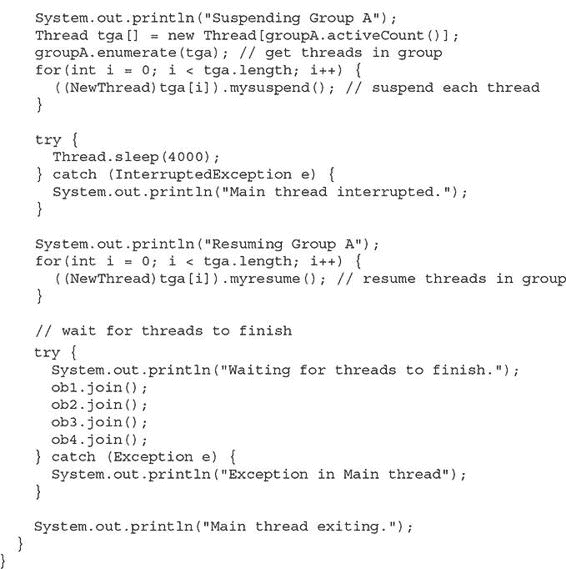 System.out.println("Suspending Group A");
Thread tga[] = new Thread[groupA.activeCount()];
groupA.enumerate(tga); // get threads in group
for(int i = 0; i < tga.length; i++) {
((NewThread)tga[i]).mysuspend(); // suspend each thread
}
try {
Thread.sleep(4000);
} catch (InterruptedException e) {
System.out.println("Main thread interrupted.");
}
System.out.println("Resuming Group A");
for(int i = 0; i < tga.length; i++) {
((NewThread)tga[i]).myresume(); // resume threads in group
}
// wait for threads to finish
try {
System.out.println("Waiting for threads to finish.");
ob1.join();
ob2.join();
ob3.join();
ob4.join();
} catch (Exception e) {
System.out.println("Exception in Main thread");
}
System.out.println("Main thread exiting.");
}
}